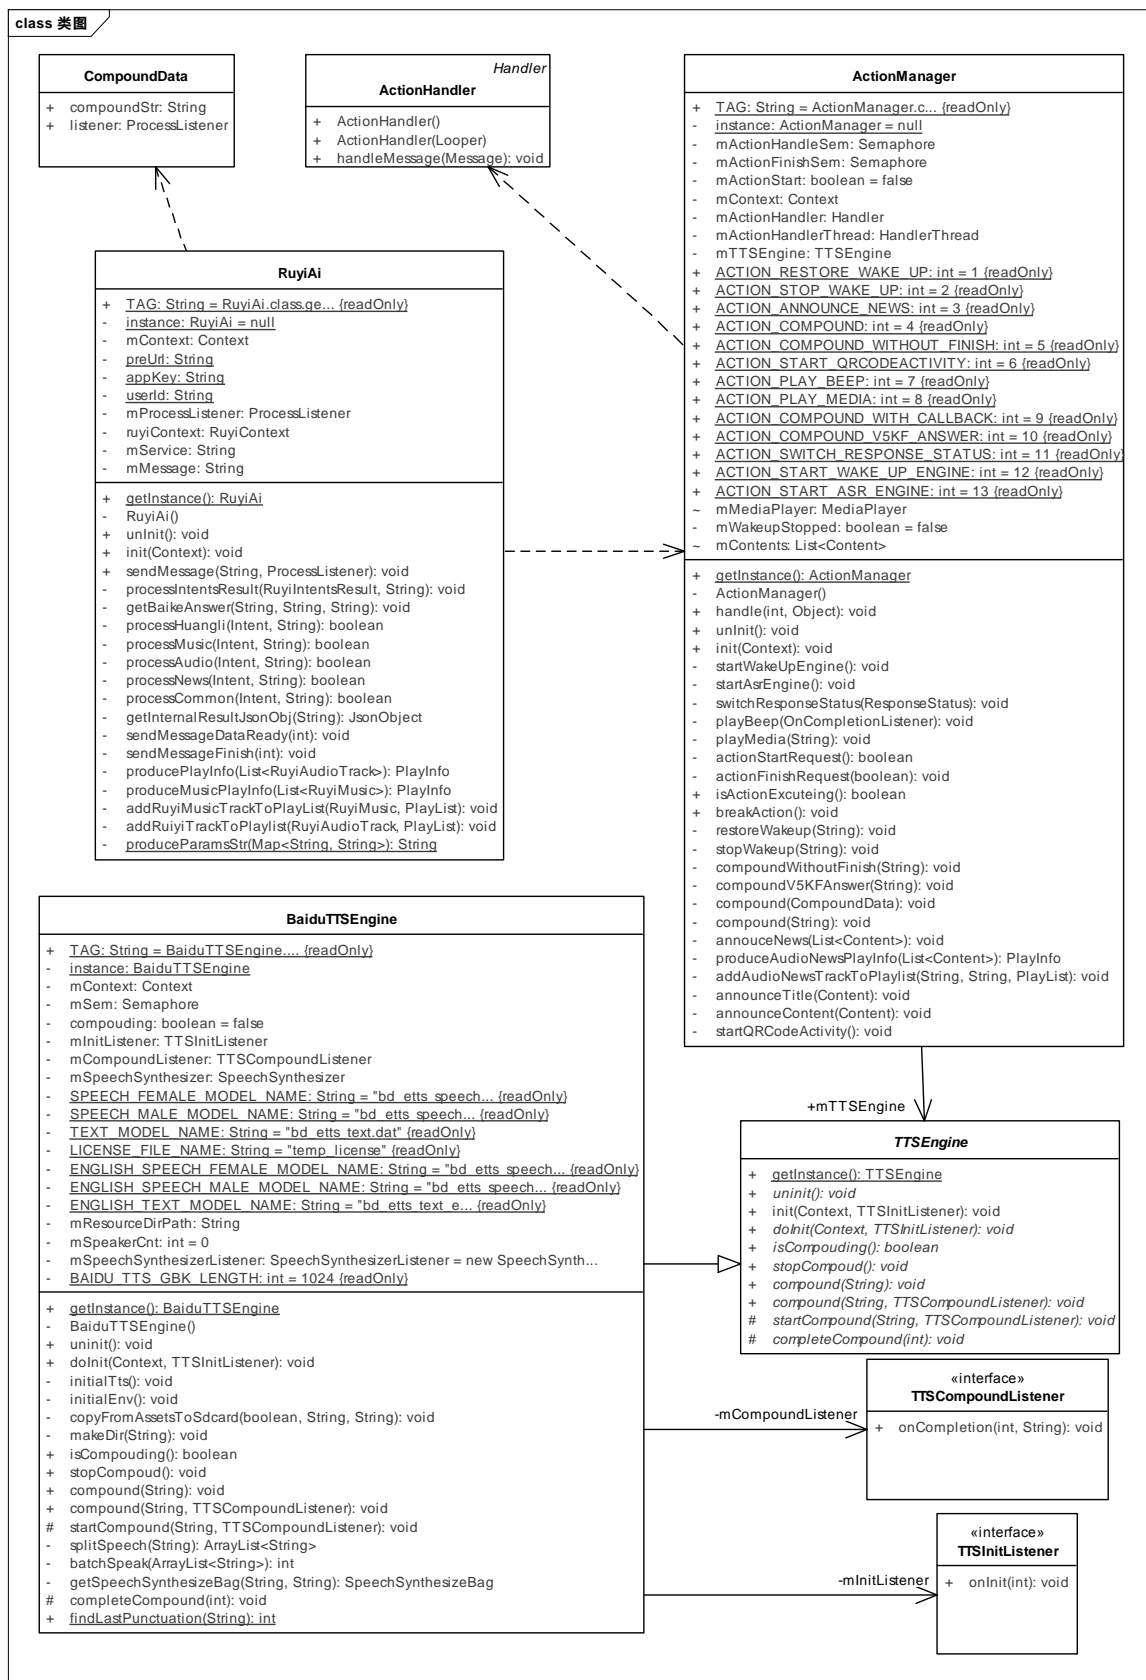 class 类图
CompoundData
+ compoundStr: String
+ listener: ProcessListener
Handler
ActionHandler
+ ActionHandler()
+ ActionHandler(Looper)
+ handleMessage(Message): void
ActionManager
+ TAG: String = ActionManager.c... {readOnly}
- instance: ActionManager = null
- mActionHandleSem: Semaphore
- mActionFinishSem: Semaphore
- mActionStart: boolean = false
- mContext: Context
- mActionHandler: Handler
- mActionHandlerThread: HandlerThread
- mTTSEngine: TTSEngine
+ ACTION_RESTORE_WAKE_UP: int = 1 {readOnly}
+ ACTION_STOP_WAKE_UP: int = 2 {readOnly}
+ ACTION_ANNOUNCE_NEWS: int = 3 {readOnly}
+ ACTION_COMPOUND: int = 4 {readOnly}
+ ACTION_COMPOUND_WITHOUT_FINISH: int = 5 {readOnly}
+ ACTION_START_QRCODEACTIVITY: int = 6 {readOnly}
+ ACTION_PLAY_BEEP: int = 7 {readOnly}
+ ACTION_PLAY_MEDIA: int = 8 {readOnly}
+ ACTION_COMPOUND_WITH_CALLBACK: int = 9 {readOnly}
+ ACTION_COMPOUND_V5KF_ANSWER: int = 10 {readOnly}
+ ACTION_SWITCH_RESPONSE_STATUS: int = 11 {readOnly}
+ ACTION_START_WAKE_UP_ENGINE: int = 12 {readOnly}
+ ACTION_START_ASR_ENGINE: int = 13 {readOnly}
~ mMediaPlayer: MediaPlayer
- mWakeupStopped: boolean = false
~ mContents: List<Content>
+ getInstance(): ActionManager
- ActionManager()
+ handle(int, Object): void
+ unInit(): void
+ init(Context): void
- startWakeUpEngine(): void
- startAsrEngine(): void
- switchResponseStatus(ResponseStatus): void
- playBeep(OnCompletionListener): void
- playMedia(String): void
- actionStartRequest(): boolean
- actionFinishRequest(boolean): void
+ isActionExcuteing(): boolean
+ breakAction(): void
- restoreWakeup(String): void
- stopWakeup(String): void
- compoundWithoutFinish(String): void
- compoundV5KFAnswer(String): void
- compound(CompoundData): void
- compound(String): void
- annouceNews(List<Content>): void
- produceAudioNewsPlayInfo(List<Content>): PlayInfo
- addAudioNewsTrackToPlaylist(String, String, PlayList): void
- announceTitle(Content): void
- announceContent(Content): void
- startQRCodeActivity(): void
RuyiAi
+ TAG: String = RuyiAi.class.ge... {readOnly}
- instance: RuyiAi = null
- mContext: Context
- preUrl: String
- appKey: String
- userId: String
- mProcessListener: ProcessListener
- ruyiContext: RuyiContext
- mService: String
- mMessage: String
+ getInstance(): RuyiAi
- RuyiAi()
+ unInit(): void
+ init(Context): void
+ sendMessage(String, ProcessListener): void
- processIntentsResult(RuyiIntentsResult, String): void
- getBaikeAnswer(String, String, String): void
- processHuangli(Intent, String): boolean
- processMusic(Intent, String): boolean
- processAudio(Intent, String): boolean
- processNews(Intent, String): boolean
- processCommon(Intent, String): boolean
- getInternalResultJsonObj(String): JsonObject
- sendMessageDataReady(int): void
- sendMessageFinish(int): void
- producePlayInfo(List<RuyiAudioTrack>): PlayInfo
- produceMusicPlayInfo(List<RuyiMusic>): PlayInfo
- addRuyiMusicTrackToPlayList(RuyiMusic, PlayList): void
- addRuiyiTrackToPlaylist(RuyiAudioTrack, PlayList): void
- produceParamsStr(Map<String, String>): String
BaiduTTSEngine
+ TAG: String = BaiduTTSEngine.... {readOnly}
- instance: BaiduTTSEngine
- mContext: Context
- mSem: Semaphore
- compouding: boolean = false
- mInitListener: TTSInitListener
- mCompoundListener: TTSCompoundListener
- mSpeechSynthesizer: SpeechSynthesizer
- SPEECH_FEMALE_MODEL_NAME: String = "bd_etts_speech... {readOnly}
- SPEECH_MALE_MODEL_NAME: String = "bd_etts_speech... {readOnly}
- TEXT_MODEL_NAME: String = "bd_etts_text.dat" {readOnly}
- LICENSE_FILE_NAME: String = "temp_license" {readOnly}
- ENGLISH_SPEECH_FEMALE_MODEL_NAME: String = "bd_etts_speech... {readOnly}
- ENGLISH_SPEECH_MALE_MODEL_NAME: String = "bd_etts_speech... {readOnly}
- ENGLISH_TEXT_MODEL_NAME: String = "bd_etts_text_e... {readOnly}
- mResourceDirPath: String
- mSpeakerCnt: int = 0
- mSpeechSynthesizerListener: SpeechSynthesizerListener = new SpeechSynth...
- BAIDU_TTS_GBK_LENGTH: int = 1024 {readOnly}
+ getInstance(): BaiduTTSEngine
- BaiduTTSEngine()
+ uninit(): void
+ doInit(Context, TTSInitListener): void
- initialTts(): void
- initialEnv(): void
- copyFromAssetsToSdcard(boolean, String, String): void
- makeDir(String): void
+ isCompouding(): boolean
+ stopCompoud(): void
+ compound(String): void
+ compound(String, TTSCompoundListener): void
# startCompound(String, TTSCompoundListener): void
- splitSpeech(String): ArrayList<String>
- batchSpeak(ArrayList<String>): int
- getSpeechSynthesizeBag(String, String): SpeechSynthesizeBag
# completeCompound(int): void
+ findLastPunctuation(String): int
+mTTSEngine
TTSEngine
+ getInstance(): TTSEngine
+ uninit(): void
+ init(Context, TTSInitListener): void
+ doInit(Context, TTSInitListener): void
+ isCompouding(): boolean
+ stopCompoud(): void
+ compound(String): void
+ compound(String, TTSCompoundListener): void
# startCompound(String, TTSCompoundListener): void
# completeCompound(int): void
-mCompoundListener
«interface»
TTSCompoundListener
+ onCompletion(int, String): void
-mInitListener
«interface»
TTSInitListener
+ onInit(int): void